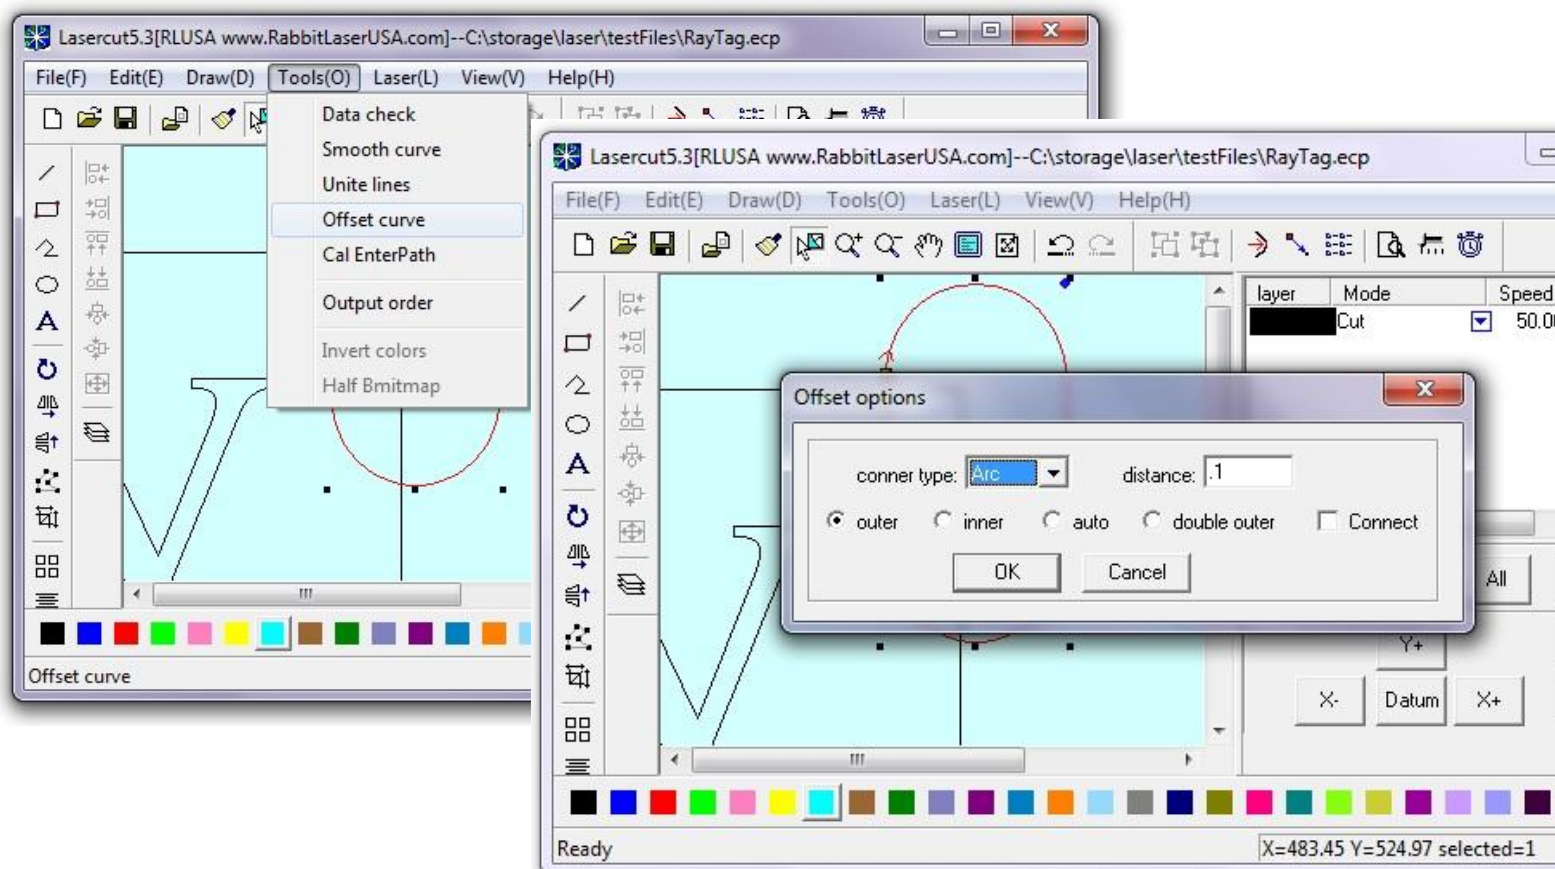 Lasercut5.3[RLUSA www.RabbitLaserUSA.com]--C:\storage\laser\testFiles\RayTag.ecp
File(F) Edit(E) Draw(D) Tools(O) Laser(L) View(V) Help(H)
Data check
Smooth curve
Unite lines
Offset curve
Cal EnterPath
Output order
Invert colors
Half Bmitmap
Offset curve
Lasercut5.3[RLUSA www.RabbitLaserUSA.com]--C:\storage\laser\testFiles\RayTag.ecp
File(F) Edit(E) Draw(D) Tools(O) Laser(L) View(V) Help(H)
layer Mode Speed
Cut 50.0
Offset options
conner type: Arc distance: .1
outer inner auto double outer Connect
OK Cancel
All
Y+
X- Datum X+
Ready X=483.45 Y=524.97 selected=1